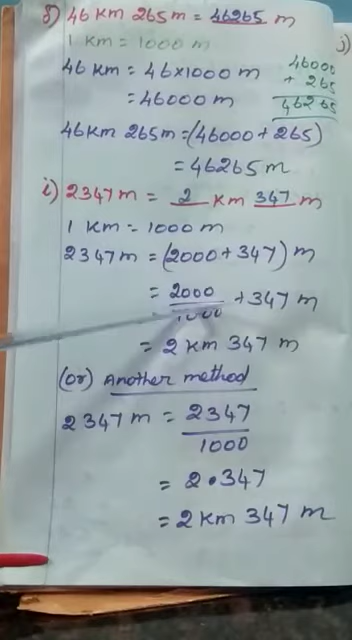 δ) 46 km 265 m = 46265 m
1 km = 1000 m
46 km = 46×1000 m
= 46000 m
46000
+ 265
46265
46 km 265 m = (46000 + 265)
= 46265 m
i) 2347 m = 2 km 347 m
1 km = 1000 m
2347 m = (2000 + 347) m
= 2000/1000 + 347 m
= 2 km 347 m
(or) Another method
2347 m = 2347/1000
= 2.347
= 2 km 347 m
j)